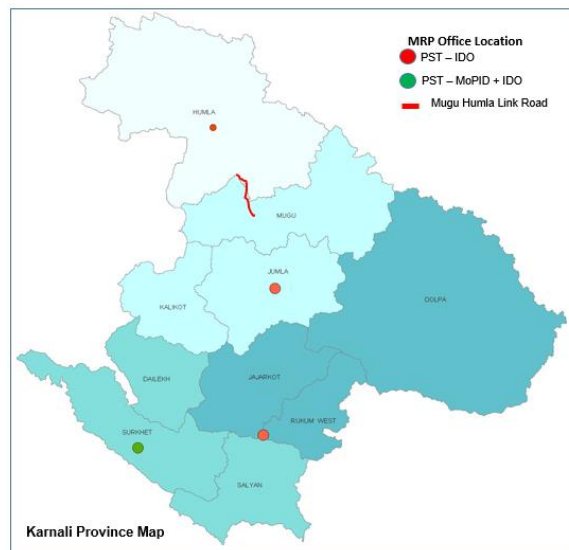 MRP Office Location
PST – IDO
PST – MoPID + IDO
Mugu Humla Link Road
HUMLA
MUGU
JUMLA
DOLPA
KALIKOT
DAILEKH
JAJARKOT
RUKUM WEST
SURKHET
SALYAN
Karnali Province Map